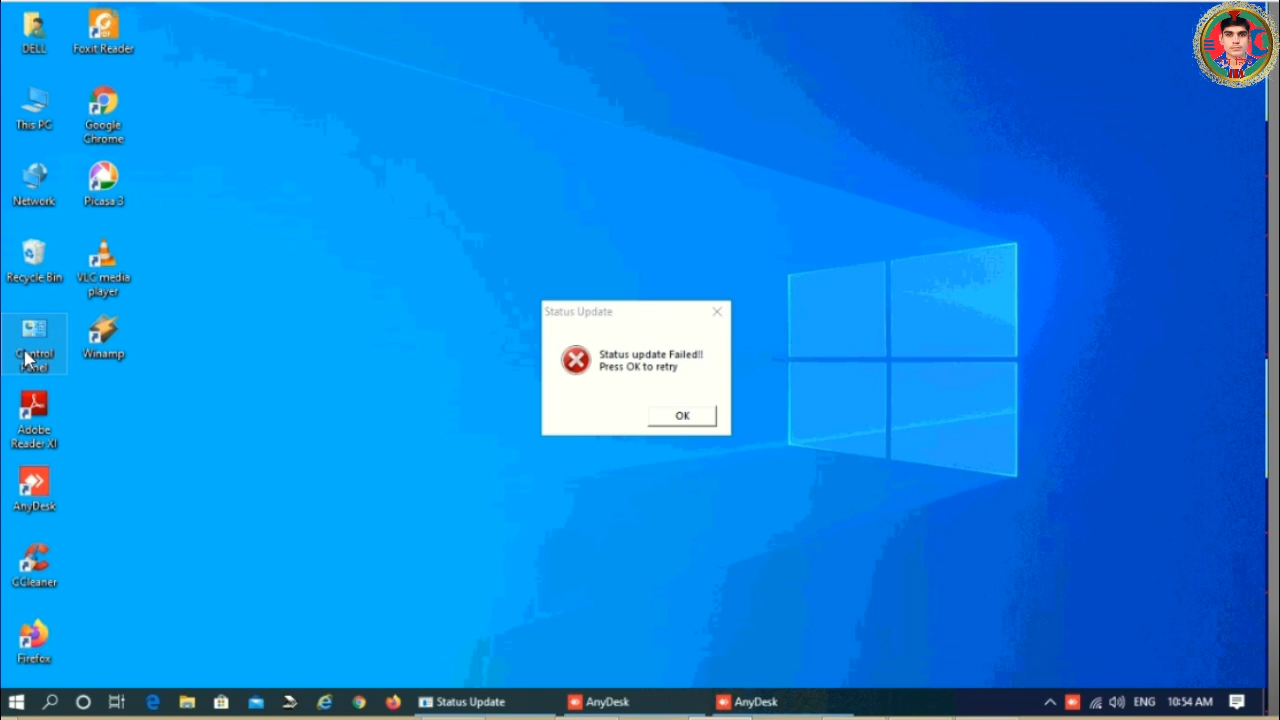 DELL
Foxit Reader
This PC
Google
Chrome
Network
Picasa 3
Recycle Bin
VLC media
player
Control
Panel
Winamp
Adobe
Reader XI
AnyDesk
CCleaner
Firefox
Status Update
Status update Failed!!
Press OK to retry
OK
Status Update
AnyDesk
AnyDesk
ENG
10:54 AM